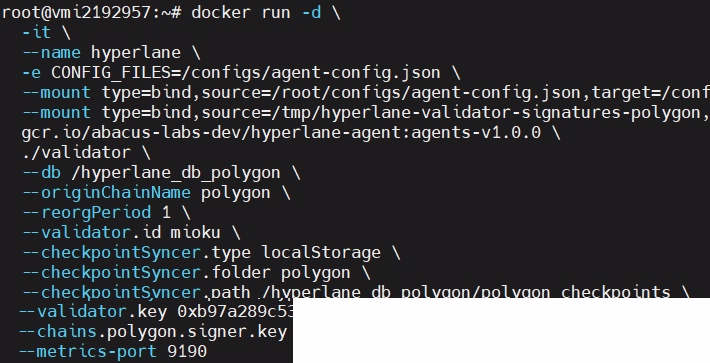 root@vmi2192957:~# docker run -d \
-it \
--name hyperlane \
-e CONFIG_FILES=/configs/agent-config.json \
--mount type=bind,source=/root/configs/agent-config.json,target=/conf
--mount type=bind,source=/tmp/hyperlane-validator-signatures-polygon,
gcr.io/abacus-labs-dev/hyperlane-agent:agents-v1.0.0 \
./validator \
--db /hyperlane_db_polygon \
--originChainName polygon \
--reorgPeriod 1 \
--validator.id mioku \
--checkpointSyncer.type localStorage \
--checkpointSyncer.folder polygon \
--checkpointSyncer.path /hyperlane_db_polygon/polygon_checkpoints \
--validator.key 0xb97a289c53
--chains.polygon.signer.key
--metrics-port 9190